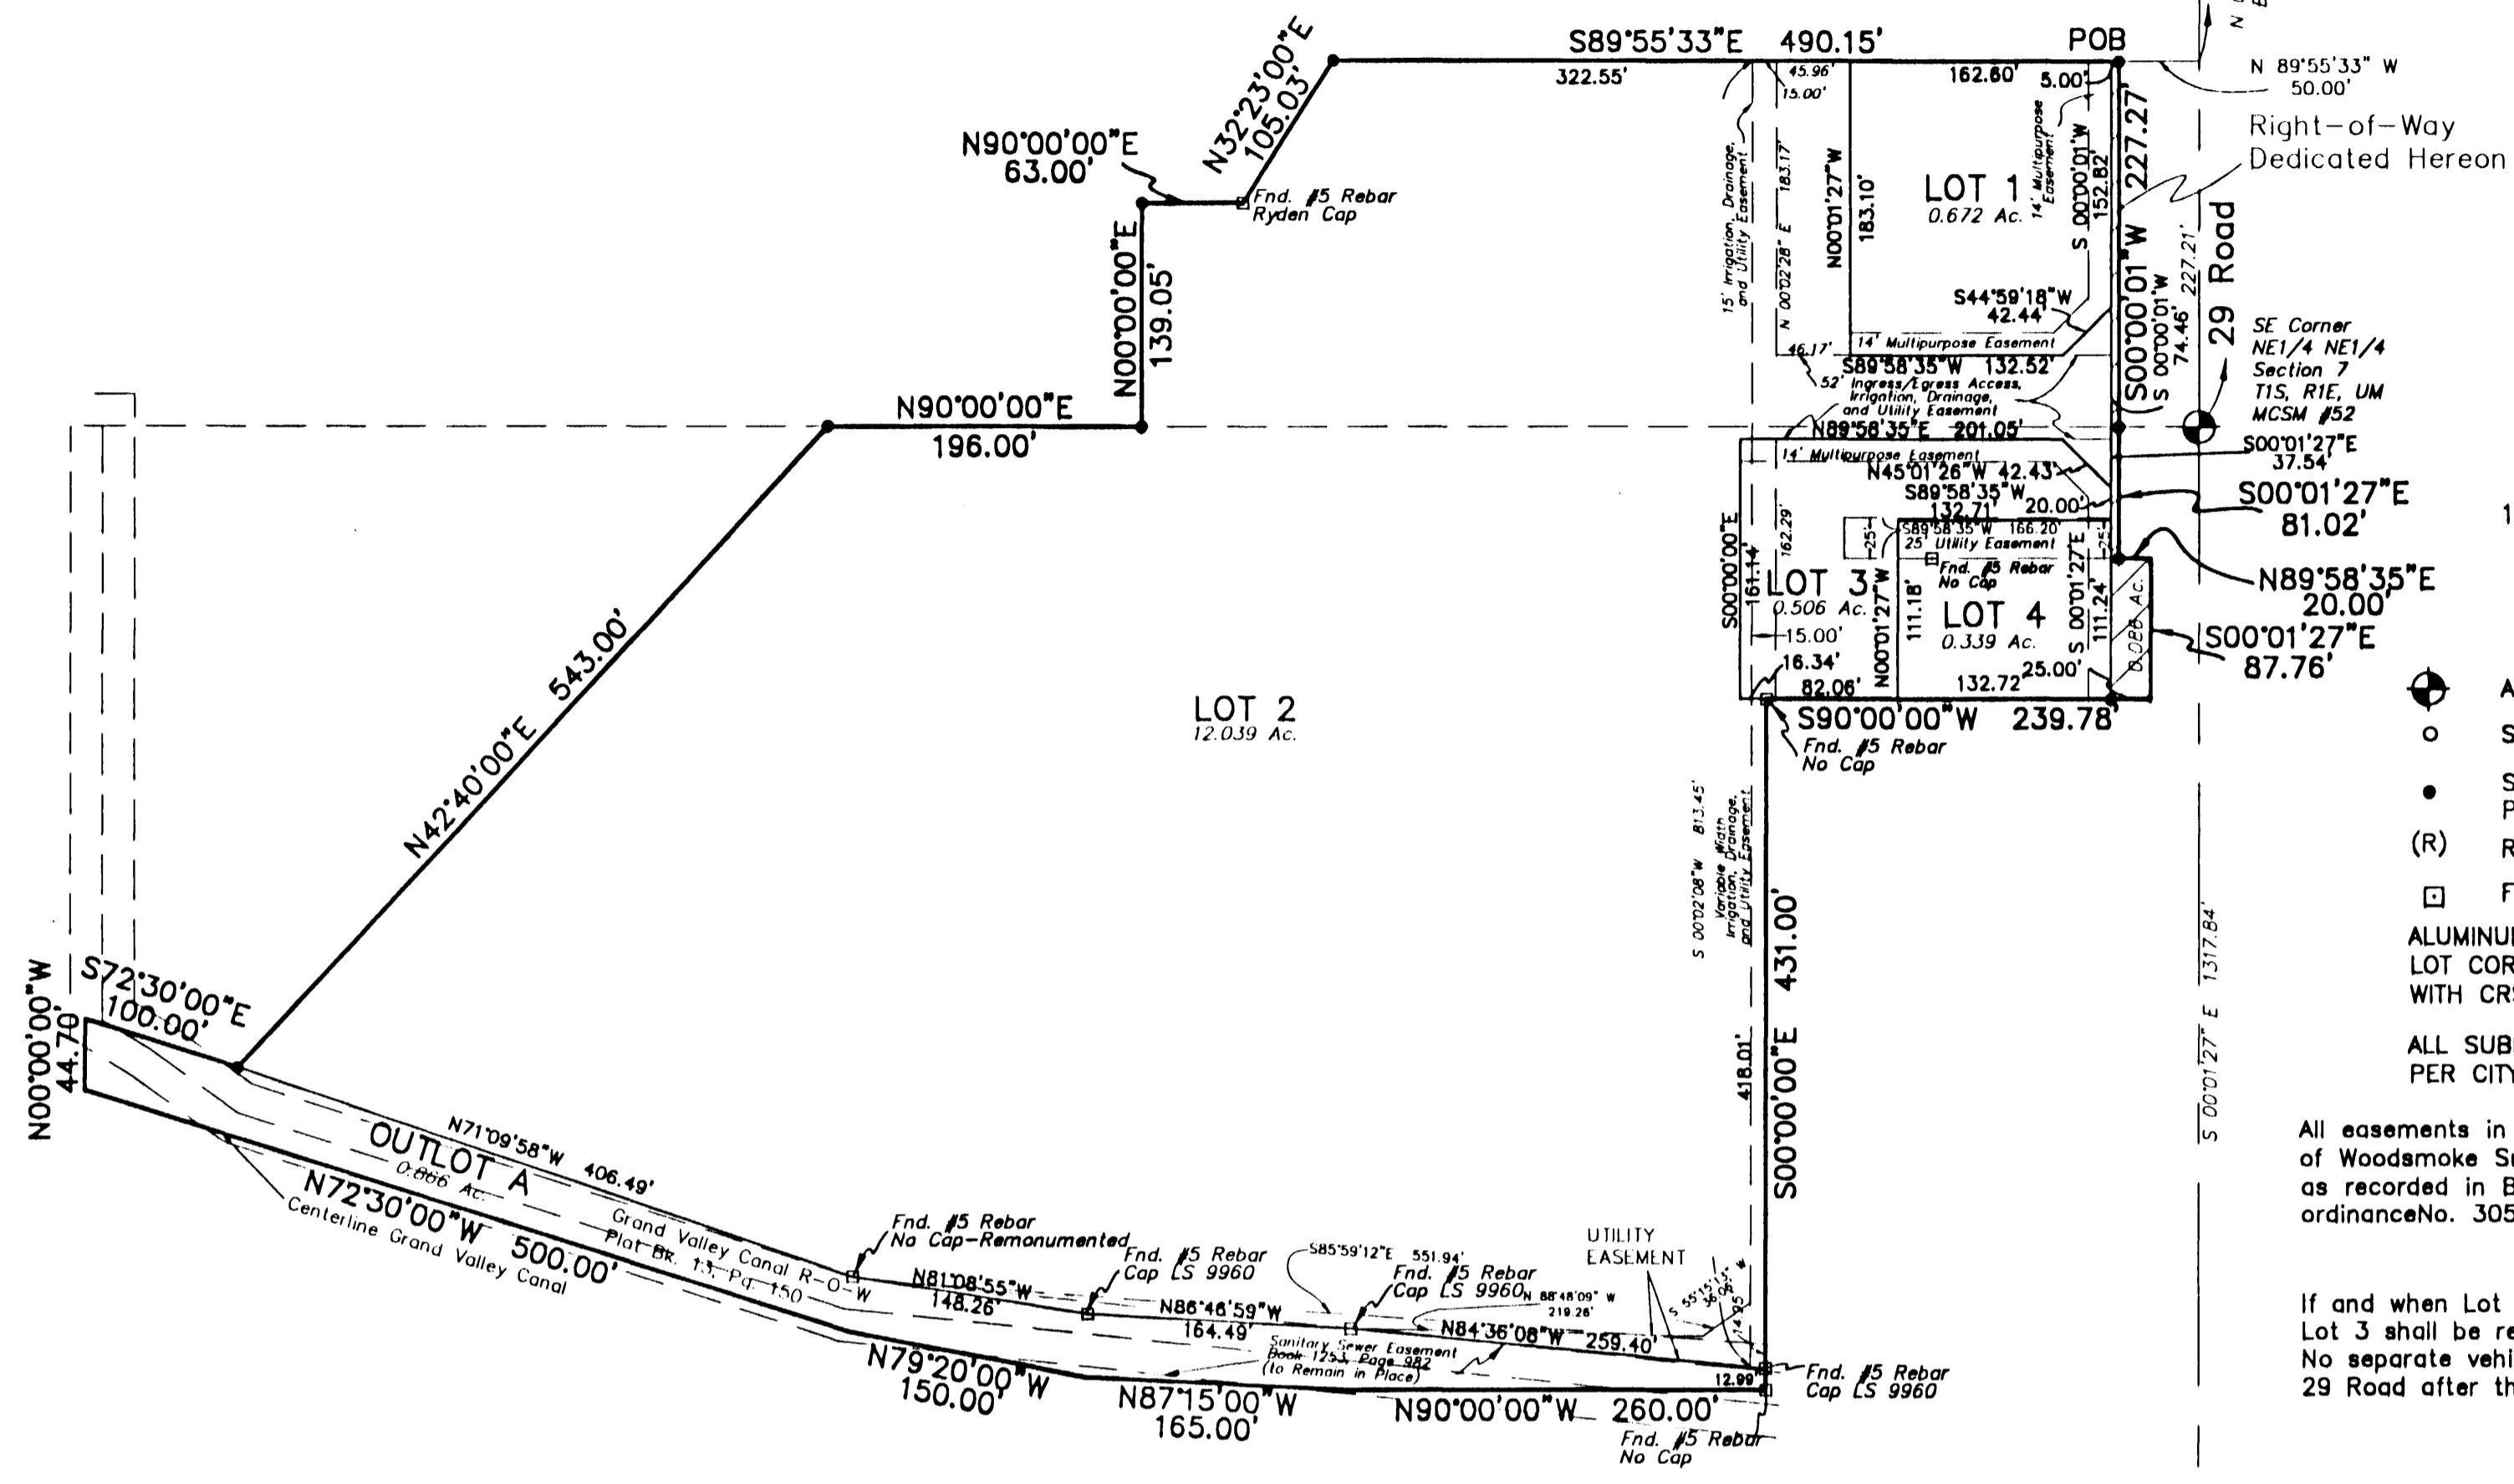 S89°55'33"E 490.15'
POB
322.55'
45.96'
15.00'
162.60'
5.00'
N 89°55'33" W
50.00'
Right-of-Way
Dedicated Hereon
N32°23'00"E
105.03'
N90°00'00"E
63.00'
Fnd. #5 Rebar
Ryden Cap
N00°00'00"E
139.05'
N90°00'00"E
196.00'
15' Irrigation, Drainage,
and Utility Easement
N 00°02'28" E 183.17'
N00°01'27"W
183.10'
LOT 1
0.672 Ac.
14' Multipurpose
Easement
S 00°00'01"W
152.82'
S00°00'01"W 227.27'
S 00°00'01"W
74.46'
227.21'
29 Road
S44°59'18"W
42.44'
14' Multipurpose Easement
46.17'
S89°58'35"W 132.52'
52' Ingress/Egress Access,
Irrigation, Drainage,
and Utility Easement
N89°58'35"E 201.05'
14' Multipurpose Easement
N45°01'26"W 42.43'
S89°58'35"W
132.71'
20.00'
S89°58'35"W 166.20'
25' Utility Easement
25'
25'
SE Corner
NE1/4 NE1/4
Section 7
T1S, R1E, UM
MCSM #52
S00°01'27"E
37.54'
S00°01'27"E
81.02'
N89°58'35"E
20.00'
S00°01'27"E
87.76'
S00°00'00"E
161.14'
162.29'
LOT 3
0.506 Ac.
15.00'
16.34'
82.06'
N00°01'27"W
111.18'
Fnd. #5 Rebar
No Cap
LOT 4
0.339 Ac.
S 00°01'27"E
111.24'
0.088 Ac.
25.00'
132.72'
S90°00'00"W 239.78'
Fnd. #5 Rebar
No Cap
N42°40'00"E 543.00'
LOT 2
12.039 Ac.
S 00°02'08"W 813.45'
Variable Width
Irrigation, Drainage,
and Utility Easement
S00°00'00"E 431.00'
418.01'
S 00°01'27" E 1317.84'
(R)
ALUMINU
LOT COR
WITH CR
ALL SUB
PER CITY
All easements in
of Woodsmoke Su
as recorded in B
ordinanceNo. 305
If and when Lot
Lot 3 shall be re
No separate vehi
29 Road after th
S72°30'00"E
100.00'
N00°00'00"W
44.70'
N71°09'58"W 406.49'
OUTLOT A
0.866 Ac.
N72°30'00"W 500.00'
Centerline Grand Valley Canal
Grand Valley Canal R-O-W
Plat Bk. 13, Pg. 150
Fnd. #5 Rebar
No Cap-Remonumented
N81°08'55"W
148.26'
Fnd. #5 Rebar
Cap LS 9960
N86°46'59"W
164.49'
S85°59'12"E 551.94'
Fnd. #5 Rebar
Cap LS 9960
N 88°48'09" W
219.26'
UTILITY
EASEMENT
14.95'
N84°36'08"W 259.40'
Sanitary Sewer Easement
Book 1253, Page 982
(to Remain in Place)
12.99'
Fnd. #5 Rebar
Cap LS 9960
N79°20'00"W
150.00'
N87°15'00"W
165.00'
N90°00'00"W 260.00'
Fnd. #5 Rebar
No Cap